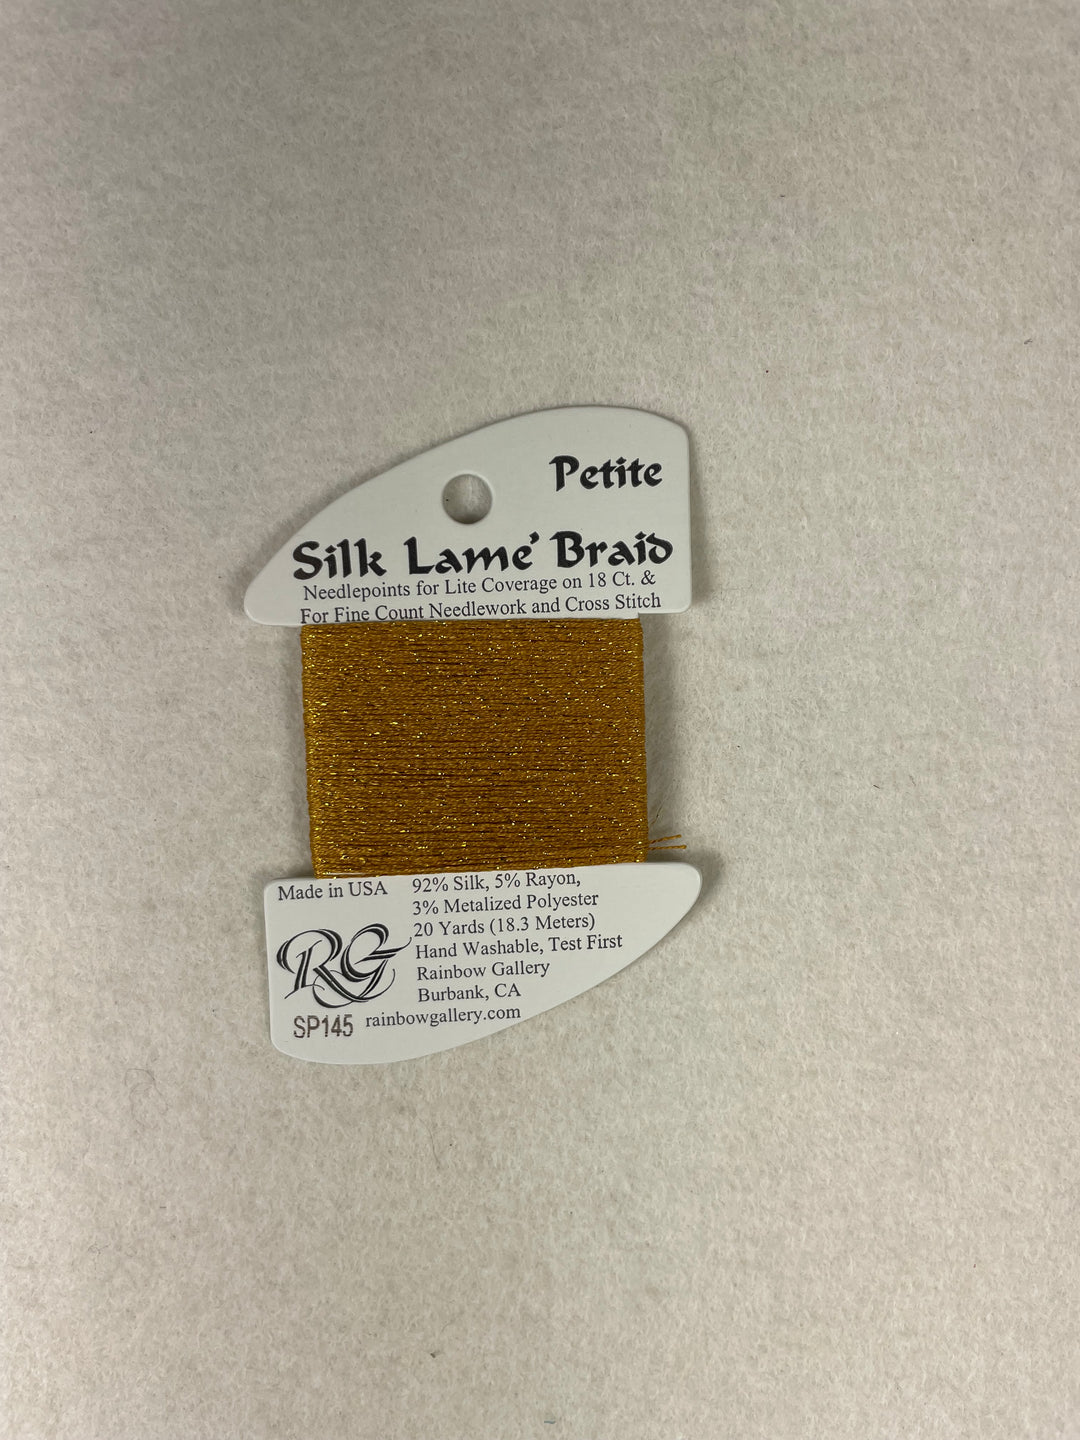 Petite
Silk Lame' Braid
Needlepoints for Lite Coverage on 18 Ct. &
For Fine Count Needlework and Cross Stitch
Made in USA
92% Silk, 5% Rayon,
3% Metalized Polyester
20 Yards (18.3 Meters)
Hand Washable, Test First
Rainbow Gallery
Burbank, CA
rainbowgallery.com
RG
SP145